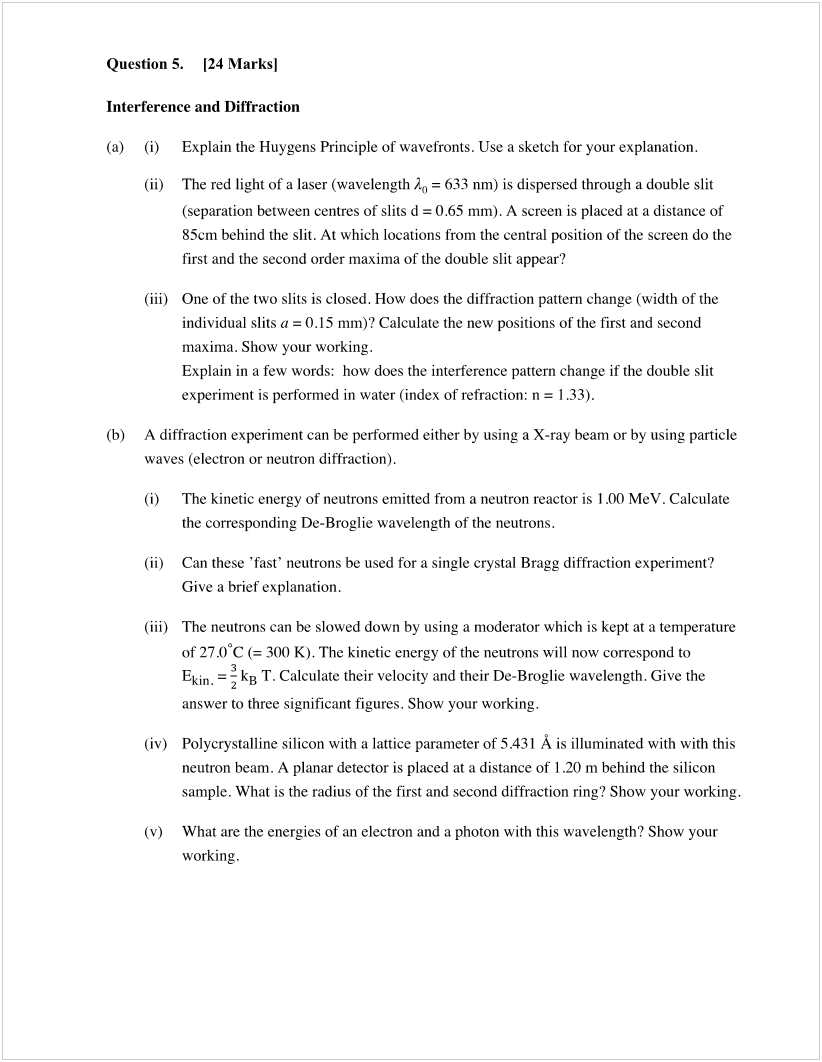 Question 5. [24 Marks]
Interference and Diffraction
(a) (i) Explain the Huygens Principle of wavefronts. Use a sketch for your explanation.
(ii) The red light of a laser (wavelength λ₀ = 633 nm) is dispersed through a double slit
(separation between centres of slits d = 0.65 mm). A screen is placed at a distance of
85cm behind the slit. At which locations from the central position of the screen do the
first and the second order maxima of the double slit appear?
(iii) One of the two slits is closed. How does the diffraction pattern change (width of the
individual slits a = 0.15 mm)? Calculate the new positions of the first and second
maxima. Show your working.
Explain in a few words: how does the interference pattern change if the double slit
experiment is performed in water (index of refraction: n = 1.33).
(b) A diffraction experiment can be performed either by using a X-ray beam or by using particle
waves (electron or neutron diffraction).
(i) The kinetic energy of neutrons emitted from a neutron reactor is 1.00 MeV. Calculate
the corresponding De-Broglie wavelength of the neutrons.
(ii) Can these ’fast’ neutrons be used for a single crystal Bragg diffraction experiment?
Give a brief explanation.
(iii) The neutrons can be slowed down by using a moderator which is kept at a temperature
of 27.0°C (= 300 K). The kinetic energy of the neutrons will now correspond to
Ekin. = 3/2 kB T. Calculate their velocity and their De-Broglie wavelength. Give the
answer to three significant figures. Show your working.
(iv) Polycrystalline silicon with a lattice parameter of 5.431 Å is illuminated with with this
neutron beam. A planar detector is placed at a distance of 1.20 m behind the silicon
sample. What is the radius of the first and second diffraction ring? Show your working.
(v) What are the energies of an electron and a photon with this wavelength? Show your
working.